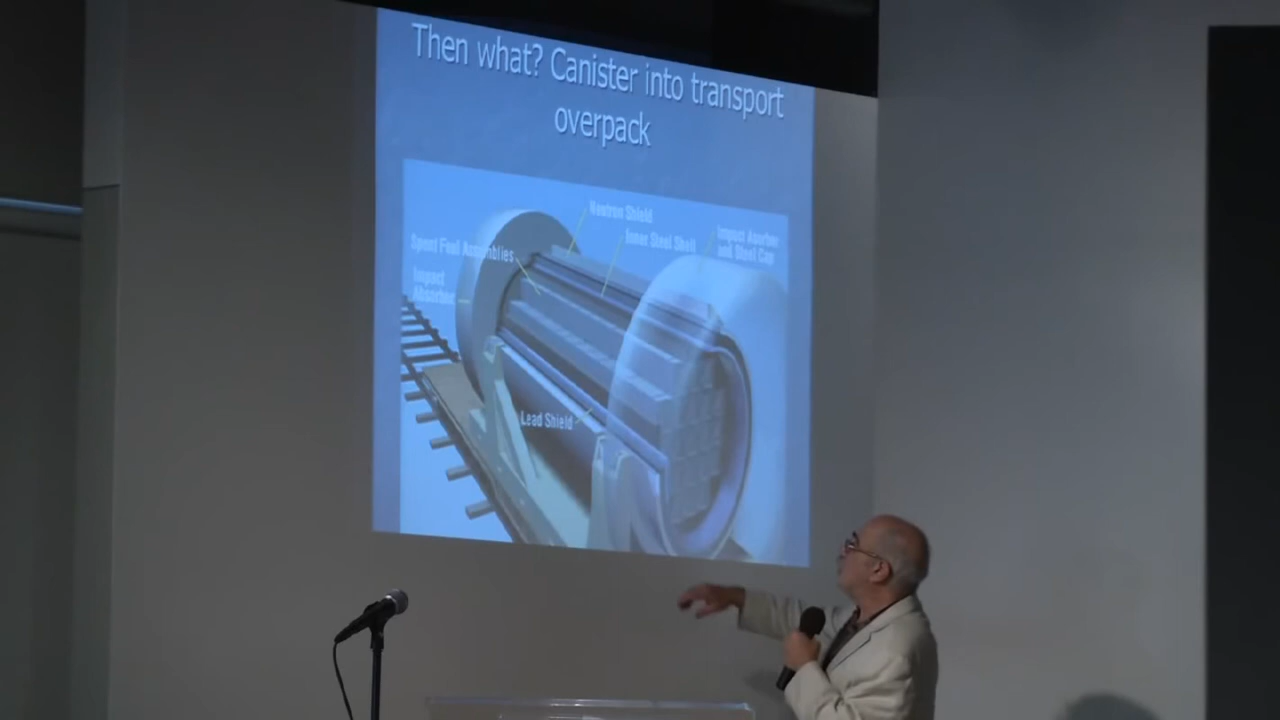 Then what? Canister into transport
overpack
Neutron Shield
Inner Steel Shell
Impact Asorber
and Steel Cap
Spent Fuel Assemblies
Impact
Absorber
Lead Shield